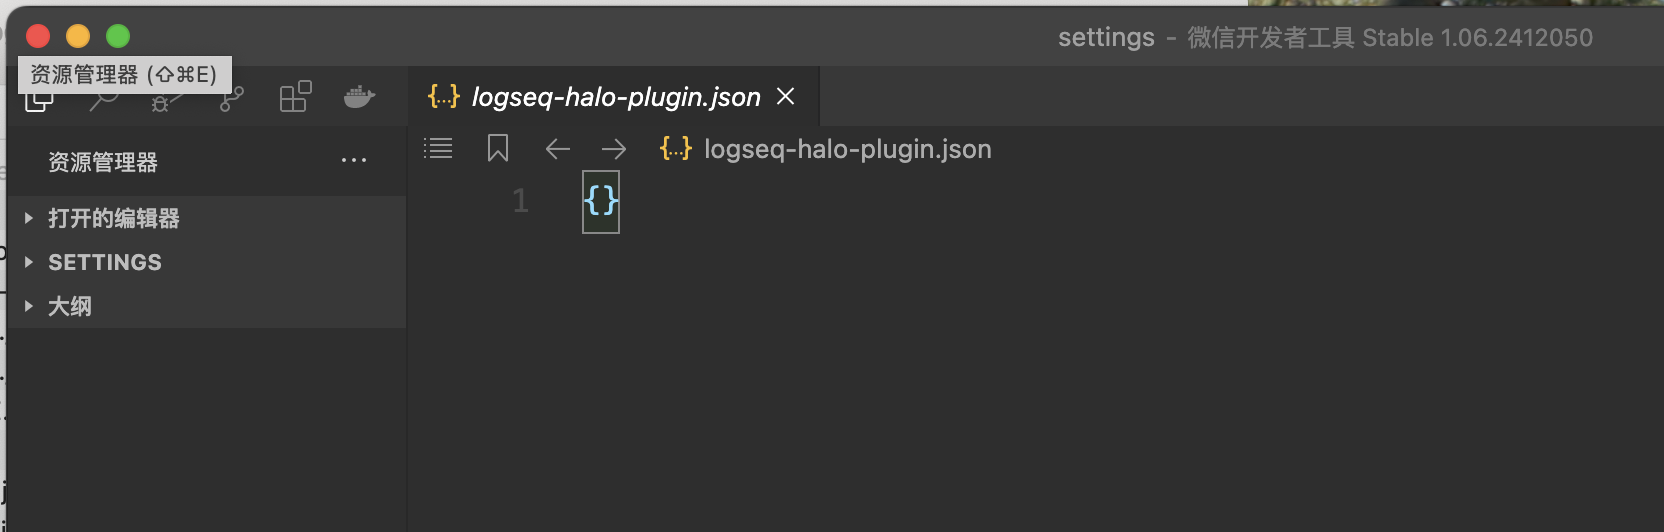 settings - 微信开发者工具 Stable 1.06.2412050
资源管理器 (⇧⌘E)
{...} logseq-halo-plugin.json
资源管理器
{...} logseq-halo-plugin.json
1 {}
打开的编辑器
SETTINGS
大纲